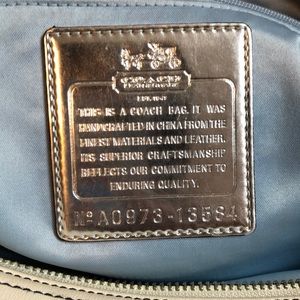 COACH
THIS IS A COACH BAG. IT WAS
HANDCRAFTED IN CHINA FROM THE
FINEST MATERIALS AND LEATHER.
ITS SUPERIOR CRAFTSMANSHIP
REFLECTS OUR COMMITMENT TO
ENDURING QUALITY.
Nº A0973-13584